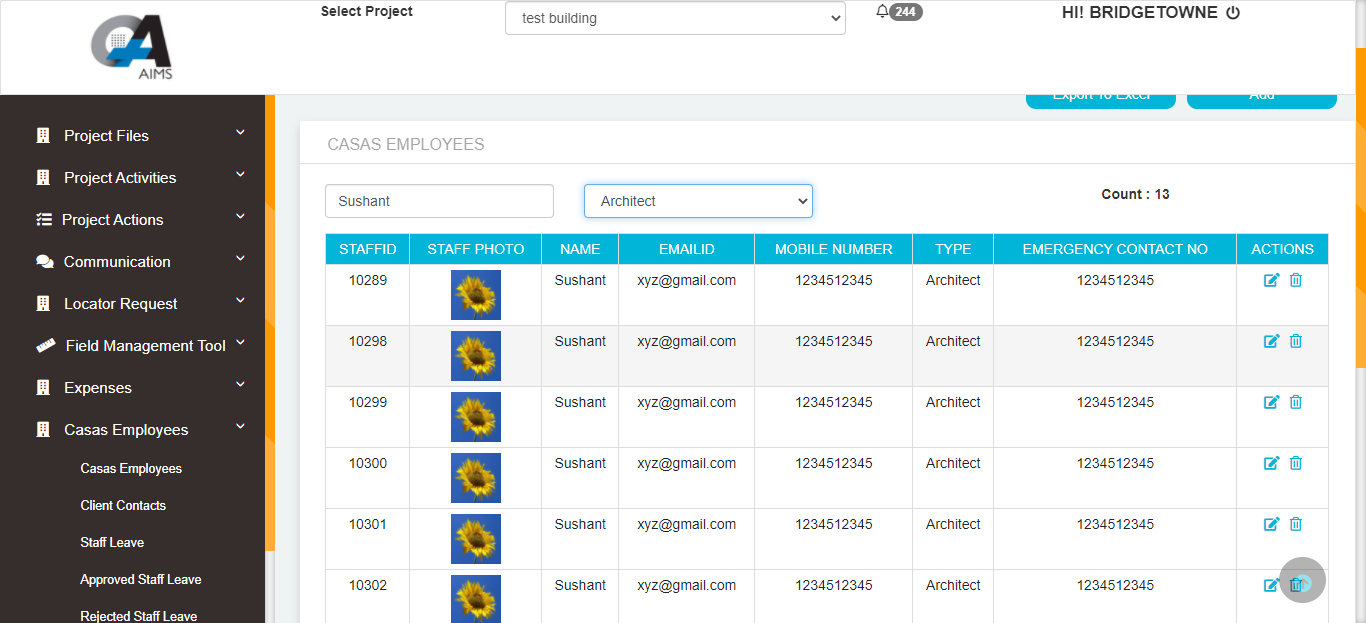 Select Project
test building
244
HI! BRIDGETOWNE
AIMS
Export To Excel
Add
Project Files
Project Activities
Project Actions
Communication
Locator Request
Field Management Tool
Expenses
Casas Employees
Casas Employees
Client Contacts
Staff Leave
Approved Staff Leave
Rejected Staff Leave
CASAS EMPLOYEES
Sushant
Architect
Count : 13
STAFFID STAFF PHOTO NAME EMAILID MOBILE NUMBER TYPE EMERGENCY CONTACT NO ACTIONS
10289 Sushant xyz@gmail.com 1234512345 Architect 1234512345
10298 Sushant xyz@gmail.com 1234512345 Architect 1234512345
10299 Sushant xyz@gmail.com 1234512345 Architect 1234512345
10300 Sushant xyz@gmail.com 1234512345 Architect 1234512345
10301 Sushant xyz@gmail.com 1234512345 Architect 1234512345
10302 Sushant xyz@gmail.com 1234512345 Architect 1234512345